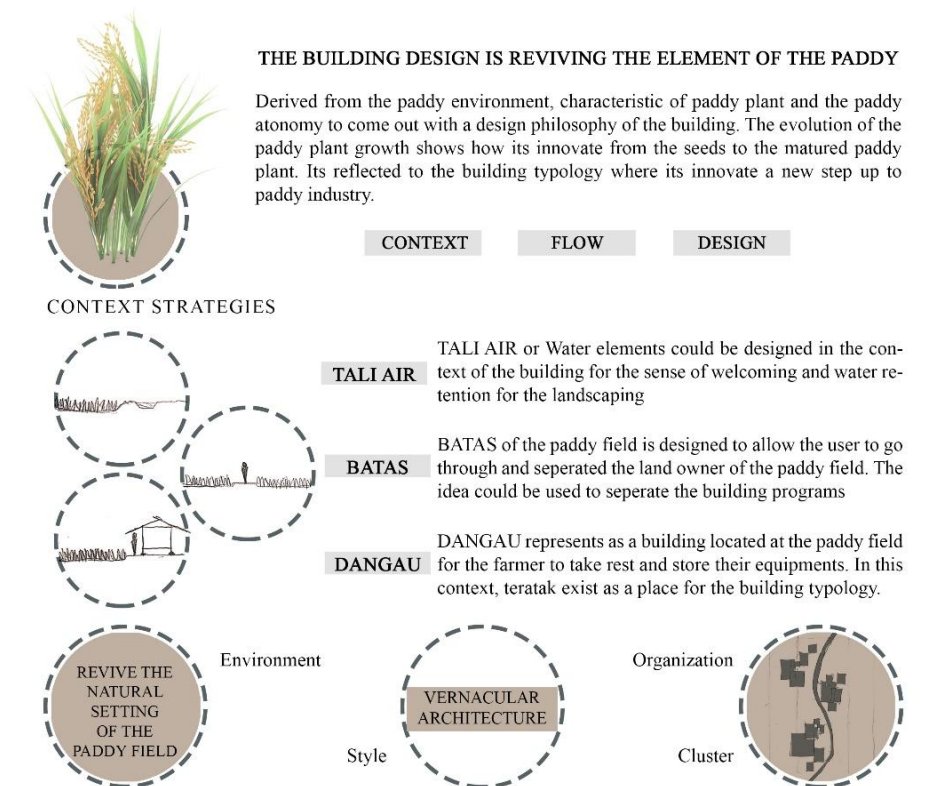 THE BUILDING DESIGN IS REVIVING THE ELEMENT OF THE PADDY
Derived from the paddy environment, characteristic of paddy plant and the paddy
atonomy to come out with a design philosophy of the building. The evolution of the
paddy plant growth shows how its innovate from the seeds to the matured paddy
plant. Its reflected to the building typology where its innovate a new step up to
paddy industry.
CONTEXT
FLOW
DESIGN
CONTEXT STRATEGIES
TALI AIR
TALI AIR or Water elements could be designed in the con-
text of the building for the sense of welcoming and water re-
tention for the landscaping
BATAS
BATAS of the paddy field is designed to allow the user to go
through and seperated the land owner of the paddy field. The
idea could be used to seperate the building programs
DANGAU
DANGAU represents as a building located at the paddy field
for the farmer to take rest and store their equipments. In this
context, teratak exist as a place for the building typology.
REVIVE THE
NATURAL
SETTING
OF THE
PADDY FIELD
Environment
VERNACULAR
ARCHITECTURE
Style
Organization
Cluster